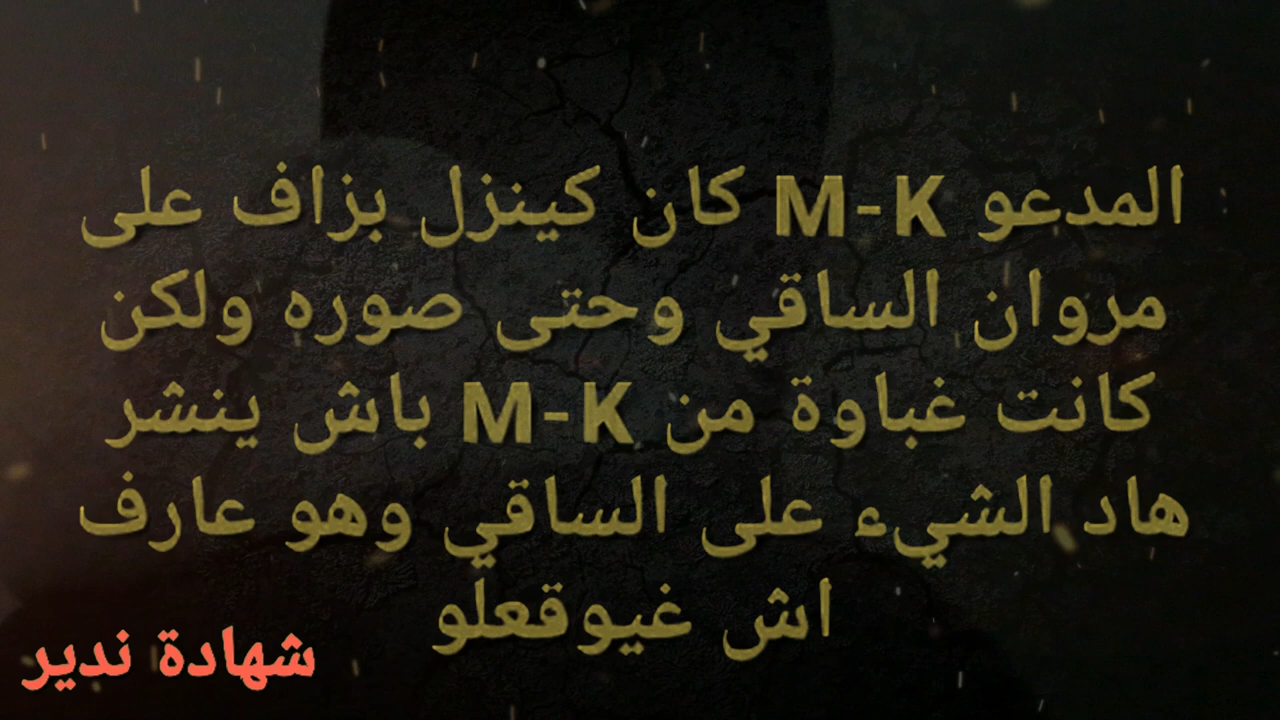 المدعو M-K كان كينزل بزاف على
مروان الساقي وحتى صوره ولكن
كانت غباوة من M-K باش ينشر
هاد الشيء على الساقي وهو عارف
اش غيوقعلو
شهادة ندير